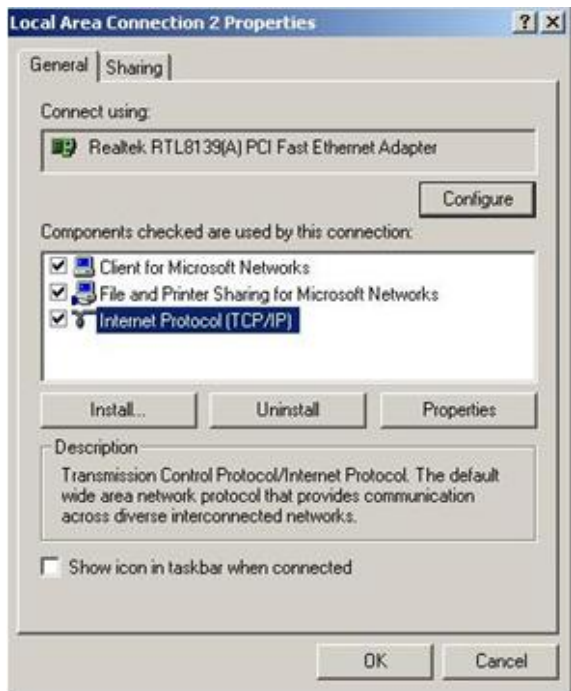 Local Area Connection 2 Properties
General
Sharing
Connect using:
Realtek RTL8139(A) PCI Fast Ethernet Adapter
Configure
Components checked are used by this connection:
Client for Microsoft Networks
File and Printer Sharing for Microsoft Networks
Internet Protocol (TCP/IP)
Install...
Uninstall
Properties
Description
Transmission Control Protocol/Internet Protocol. The default
wide area network protocol that provides communication
across diverse interconnected networks.
Show icon in taskbar when connected
OK
Cancel